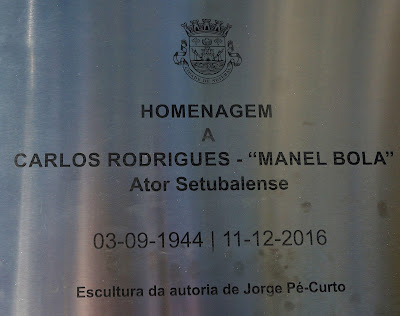 HOMENAGEM
A
CARLOS RODRIGUES - “MANEL BOLA”
Ator Setubalense
03-09-1944 | 11-12-2016
Escultura da autoria de Jorge Pé-Curto